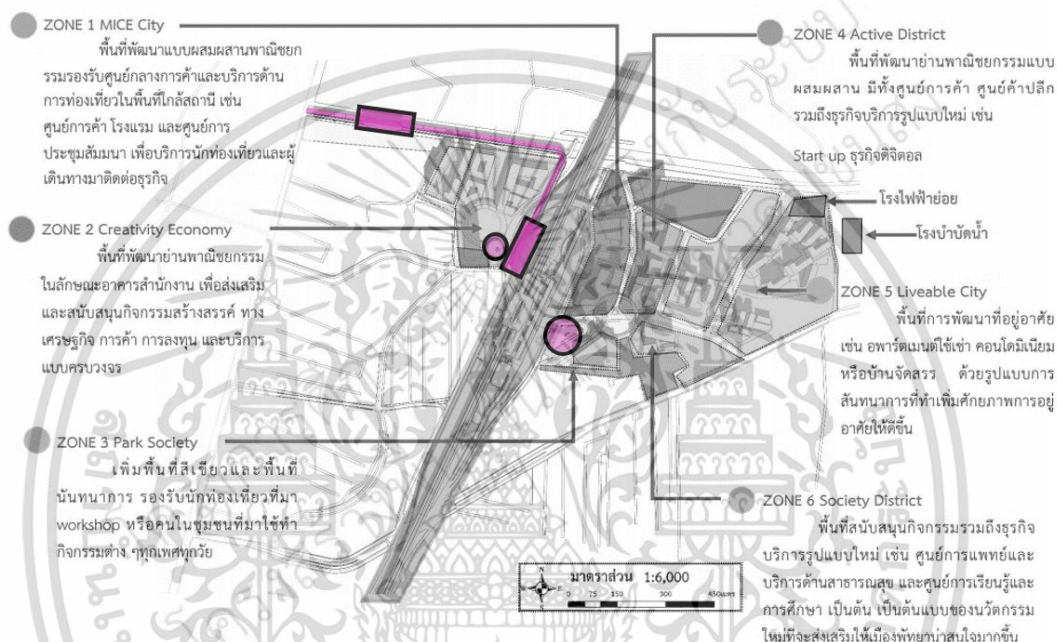 ZONE 1 MICE City
พื้นที่พัฒนาแบบผสมผสานพาณิชยก
รรมรองรับศูนย์กลางการค้าและบริการด้าน
การท่องเที่ยวในพื้นที่ใกล้สถานี เช่น
ศูนย์การค้า โรงแรม และศูนย์การ
ประชุมสัมมนา เพื่อบริการนักท่องเที่ยวและผู้
เดินทางมาติดต่อธุรกิจ
ZONE 2 Creativity Economy
พื้นที่พัฒนาย่านพาณิชยกรรม
ในลักษณะอาคารสำนักงาน เพื่อส่งเสริม
และสนับสนุนกิจกรรมสร้างสรรค์ ทาง
เศรษฐกิจ การค้า การลงทุน และบริการ
แบบครบวงจร
ZONE 3 Park Society
เพิ่มพื้นที่สีเขียวและพื้นที่
นันทนาการ รองรับนักท่องเที่ยวที่มา
workshop หรือคนในชุมชนที่มาใช้ทำ
กิจกรรมต่าง ๆทุกเพศทุกวัย
ZONE 4 Active District
พื้นที่พัฒนาย่านพาณิชยกรรมแบบ
ผสมผสาน มีทั้งศูนย์การค้า ศูนย์ค้าปลีก
รวมถึงธุรกิจบริการรูปแบบใหม่ เช่น
Start up ธุรกิจดิจิตอล
โรงไฟฟ้าย่อย
โรงบำบัดน้ำ
ZONE 5 Liveable City
พื้นที่การพัฒนาที่อยู่อาศัย
เช่น อพาร์ตเมนต์ใช้เช่า คอนโดมิเนียม
หรือบ้านจัดสรร ด้วยรูปแบบการ
สันทนาการที่ทำเพิ่มศักยภาพการอยู่
อาศัยให้ดีขึ้น
ZONE 6 Society District
พื้นที่สนับสนุนกิจกรรมรวมถึงธุรกิจ
บริการรูปแบบใหม่ เช่น ศูนย์การแพทย์และ
บริการด้านสาธารณสุข และศูนย์การเรียนรู้และ
การศึกษา เป็นต้น เป็นต้นแบบของนวัตกรรม
ใหม่ที่จะส่งเสริมให้เมืองพัทยาน่าสนใจมากขึ้น
มาตราส่วน 1:6,000
0 75 150 300 450เมตร